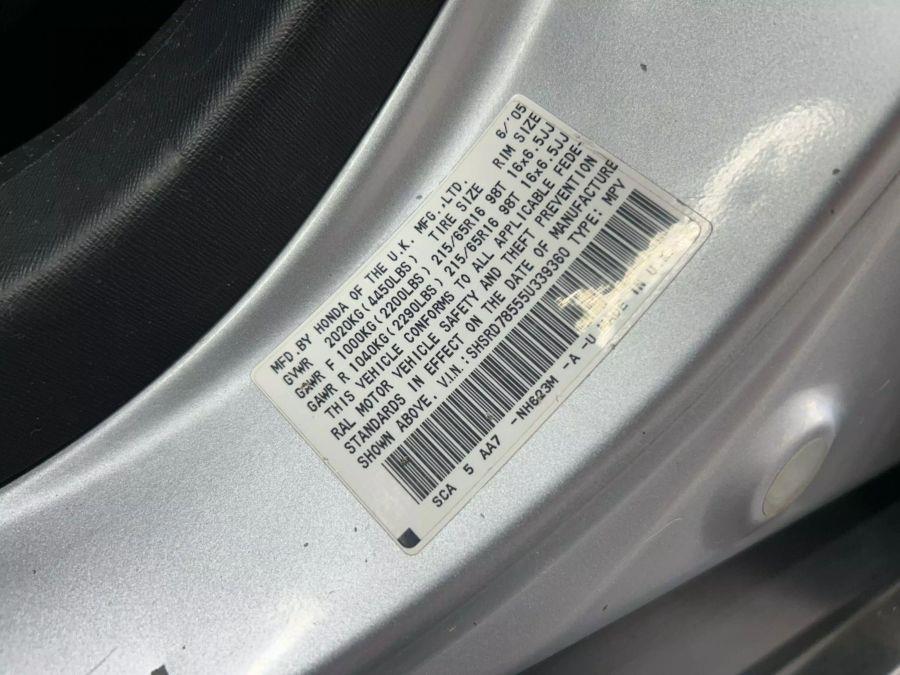 MFD.BY HONDA OF THE U.K. MFG.,LTD. 6/'05
GVWR 2020KG(4450LBS) TIRE SIZE RIM SIZE
GAWR F 1000KG(2200LBS) 215/65R16 98T 16x6.5JJ
GAWR R 1040KG(2290LBS) 215/65R16 98T 16x6.5JJ
THIS VEHICLE CONFORMS TO ALL APPLICABLE FEDE-
RAL MOTOR VEHICLE SAFETY AND THEFT PREVENTION
STANDARDS IN EFFECT ON THE DATE OF MANUFACTURE
SHOWN ABOVE. V.I.N.: SHSRD78555U339360 TYPE: MPV
SCA 5 AA7 -NH623M -A -U IN